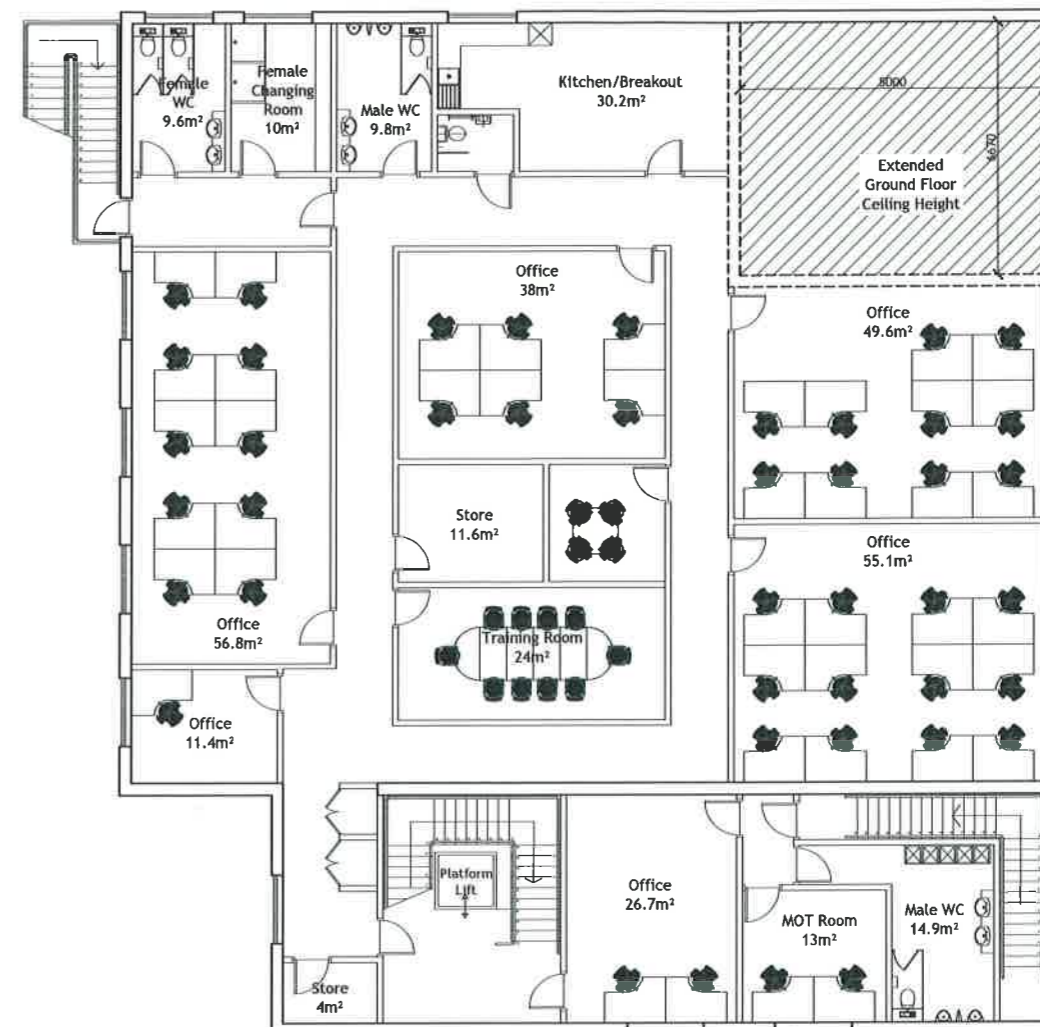 Female
WC
9.6m²
Female
Changing
Room
10m²
Male WC
9.8m²
Kitchen/Breakout
30.2m²
8000
6670
Extended
Ground Floor
Ceiling Height
Office
38m²
Office
49.6m²
Store
11.6m²
Office
55.1m²
Office
56.8m²
Training Room
24m²
Office
11.4m²
Platform
Lift
Office
26.7m²
MOT Room
13m²
Male WC
14.9m²
Store
4m²